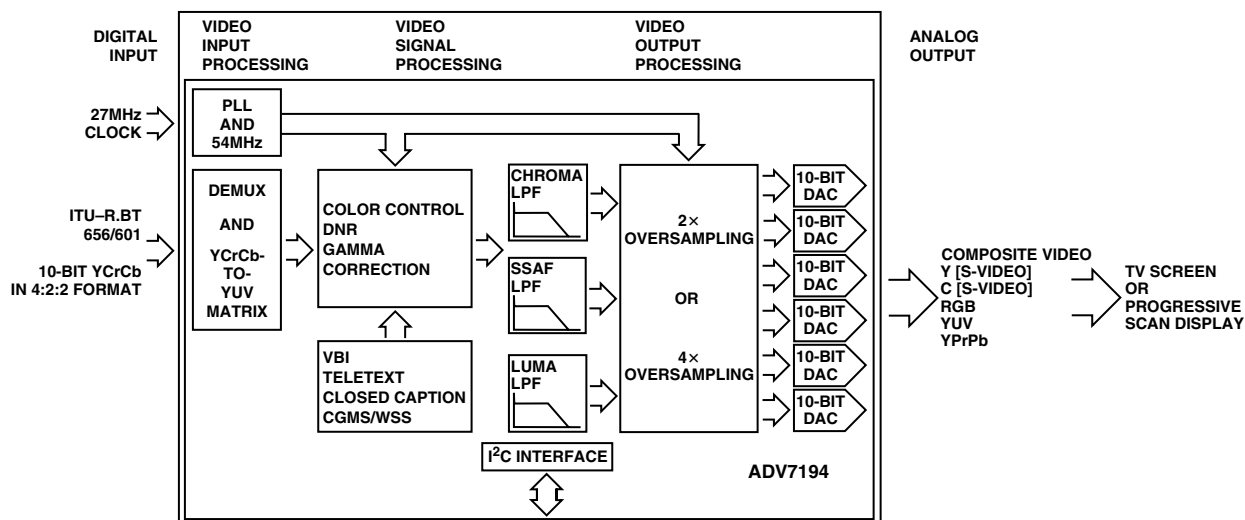 DIGITAL
INPUT
VIDEO
INPUT
PROCESSING
VIDEO
SIGNAL
PROCESSING
VIDEO
OUTPUT
PROCESSING
ANALOG
OUTPUT
27MHz
CLOCK
PLL
AND
54MHz
ITU–R.BT
656/601
10-BIT YCrCb
IN 4:2:2 FORMAT
DEMUX
AND
YCrCb-
TO-
YUV
MATRIX
COLOR CONTROL
DNR
GAMMA
CORRECTION
VBI
TELETEXT
CLOSED CAPTION
CGMS/WSS
CHROMA
LPF
SSAF
LPF
LUMA
LPF
2×
OVERSAMPLING
OR
4×
OVERSAMPLING
10-BIT
DAC
10-BIT
DAC
10-BIT
DAC
10-BIT
DAC
10-BIT
DAC
10-BIT
DAC
COMPOSITE VIDEO
Y [S-VIDEO]
C [S-VIDEO]
RGB
YUV
YPrPb
TV SCREEN
OR
PROGRESSIVE
SCAN DISPLAY
I²C INTERFACE
ADV7194